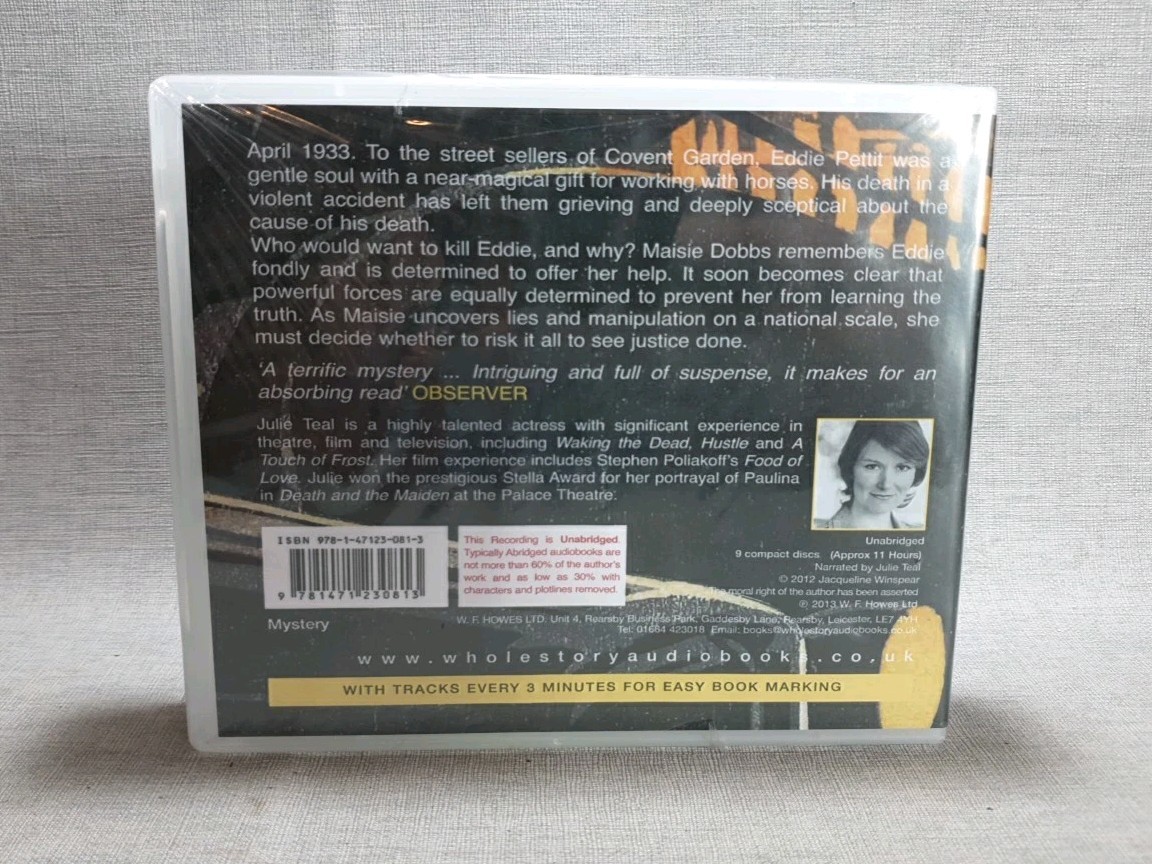 April 1933. To the street sellers of Covent Garden, Eddie Pettit was a
gentle soul with a near-magical gift for working with horses. His death in a
violent accident has left them grieving and deeply sceptical about the
cause of his death.
Who would want to kill Eddie, and why? Maisie Dobbs remembers Eddie
fondly and is determined to offer her help. It soon becomes clear that
powerful forces are equally determined to prevent her from learning the
truth. As Maisie uncovers lies and manipulation on a national scale, she
must decide whether to risk it all to see justice done.
'A terrific mystery ... Intriguing and full of suspense, it makes for an
absorbing read' OBSERVER
Julie Teal is a highly talented actress with significant experience in
theatre, film and television, including Waking the Dead, Hustle and A
Touch of Frost. Her film experience includes Stephen Poliakoff's Food of
Love. Julie won the prestigious Stella Award for her portrayal of Paulina
in Death and the Maiden at the Palace Theatre.
ISBN 978-1-47123-081-3
9 781471 230813
Mystery
This Recording is Unabridged.
Typically Abridged audiobooks are
not more than 60% of the author's
work and as low as 30% with
characters and plotlines removed.
Unabridged
9 compact discs (Approx 11 Hours)
Narrated by Julie Teal
© 2012 Jacqueline Winspear
The moral right of the author has been asserted
℗ 2013 W. F. Howes Ltd
W. F. HOWES LTD. Unit 4, Rearsby Business Park, Gaddesby Lane, Rearsby, Leicester, LE7 4YH
Tel: 01664 423018 Email: books@wholestoryaudiobooks.co.uk
www.wholestoryaudiobooks.co.uk
WITH TRACKS EVERY 3 MINUTES FOR EASY BOOK MARKING